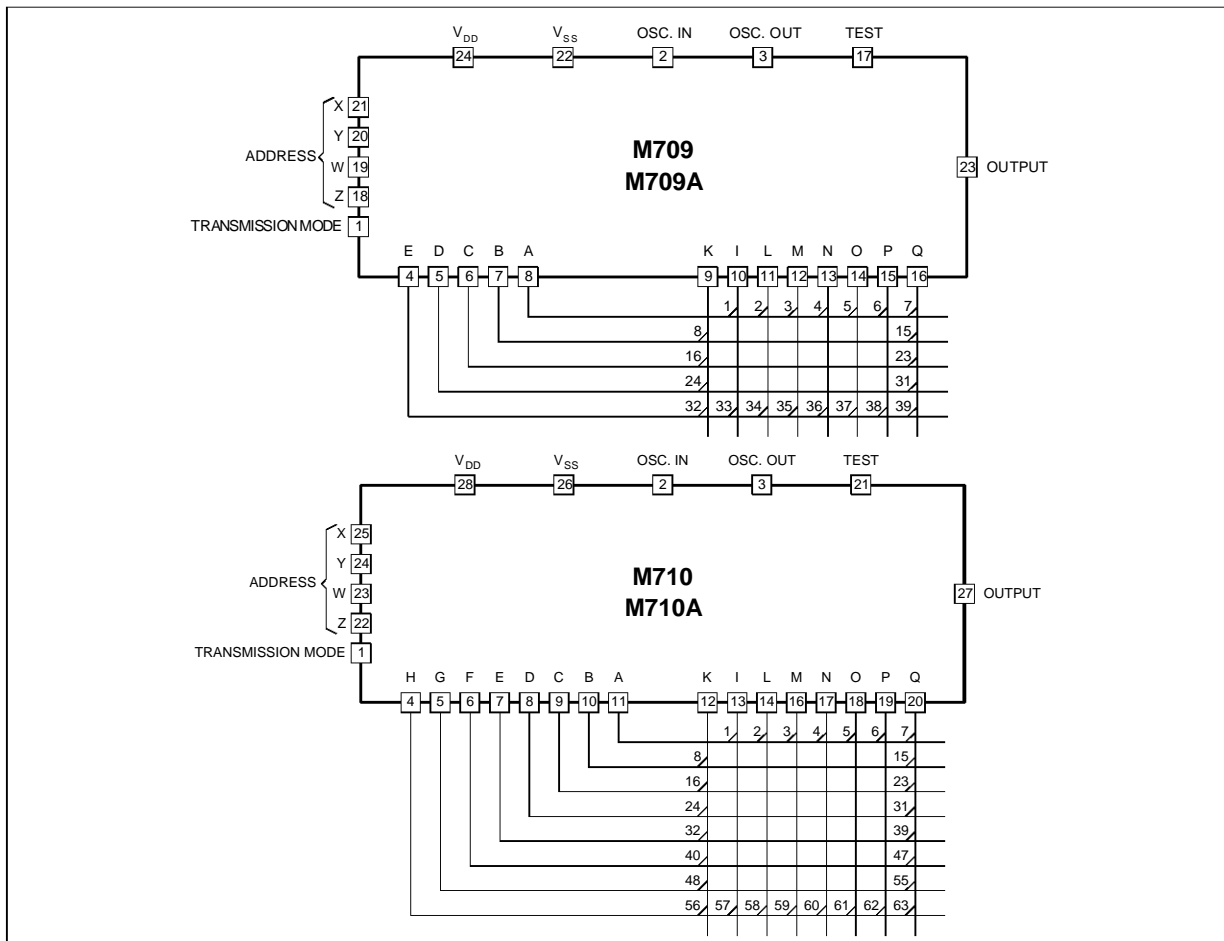 V_DD V_SS OSC. IN OSC. OUT TEST
24 22 2 3 17
X 21
Y 20
ADDRESS
W 19
Z 18
TRANSMISSION MODE 1
M709
M709A
23 OUTPUT
E D C B A K I L M N O P Q
4 5 6 7 8 9 10 11 12 13 14 15 16
1 2 3 4 5 6 7
8 15
16 23
24 31
32 33 34 35 36 37 38 39
V_DD V_SS OSC. IN OSC. OUT TEST
28 26 2 3 21
X 25
Y 24
ADDRESS
W 23
Z 22
TRANSMISSION MODE 1
M710
M710A
27 OUTPUT
H G F E D C B A K I L M N O P Q
4 5 6 7 8 9 10 11 12 13 14 16 17 18 19 20
1 2 3 4 5 6 7
8 15
16 23
24 31
32 39
40 47
48 55
56 57 58 59 60 61 62 63